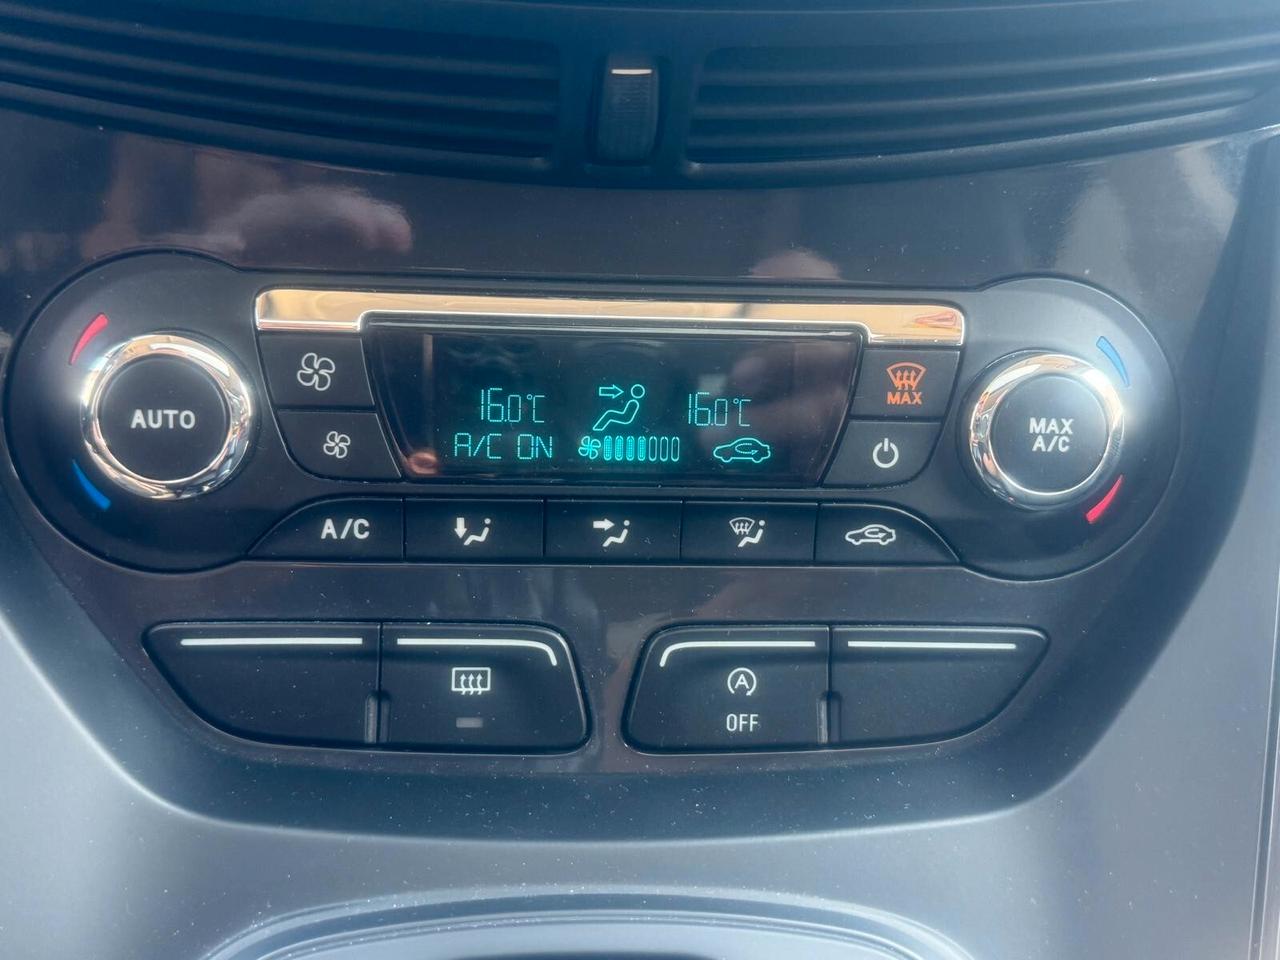 16.0°C 16.0°C
A/C ON
AUTO
MAX
MAX
A/C
A/C
A
OFF